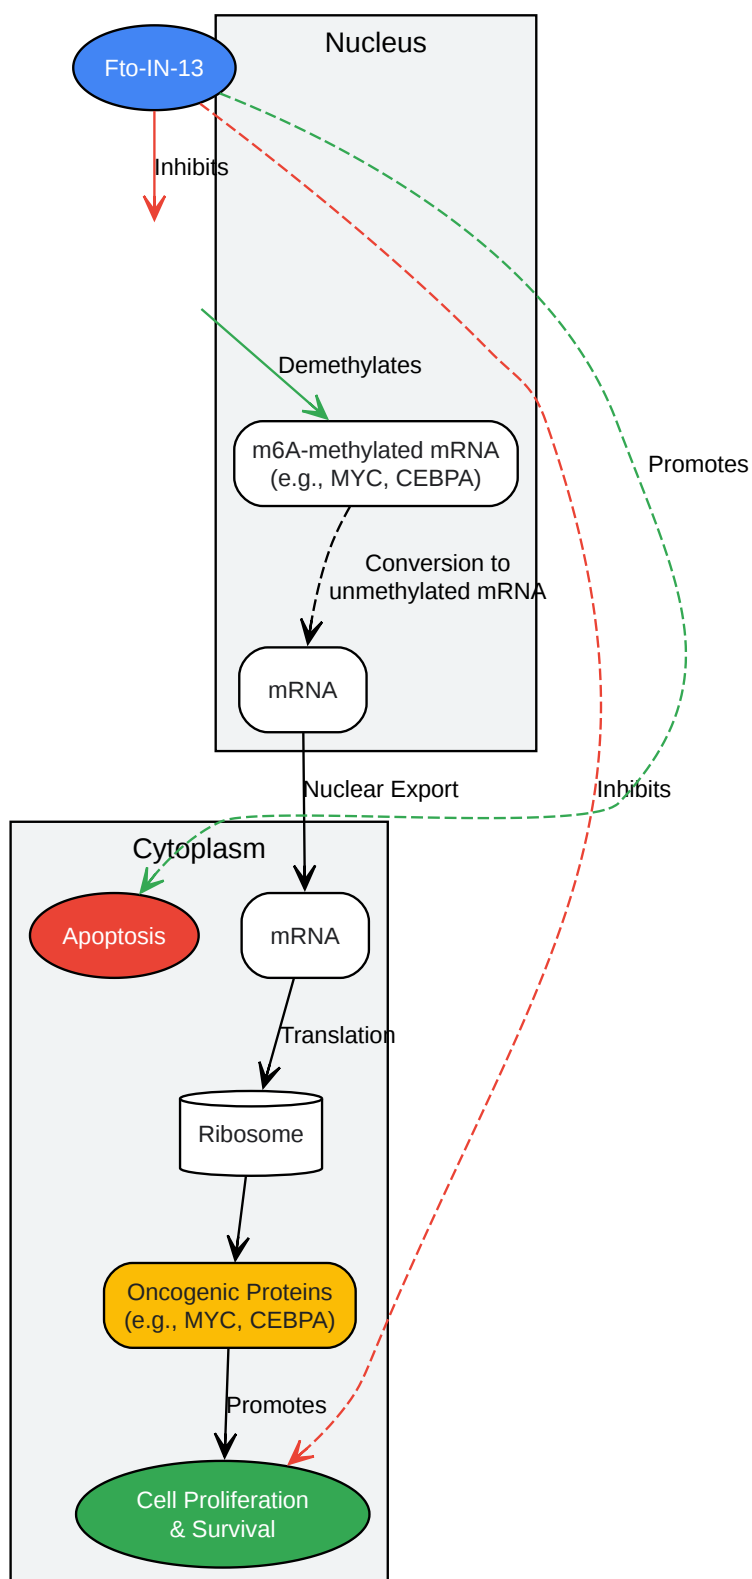 Nucleus
Fto-IN-13
Inhibits
Demethylates
m6A-methylated mRNA
(e.g., MYC, CEBPA)
Promotes
Conversion to
unmethylated mRNA
mRNA
Nuclear Export
Inhibits
Cytoplasm
Apoptosis
mRNA
Translation
Ribosome
Oncogenic Proteins
(e.g., MYC, CEBPA)
Promotes
Cell Proliferation
& Survival